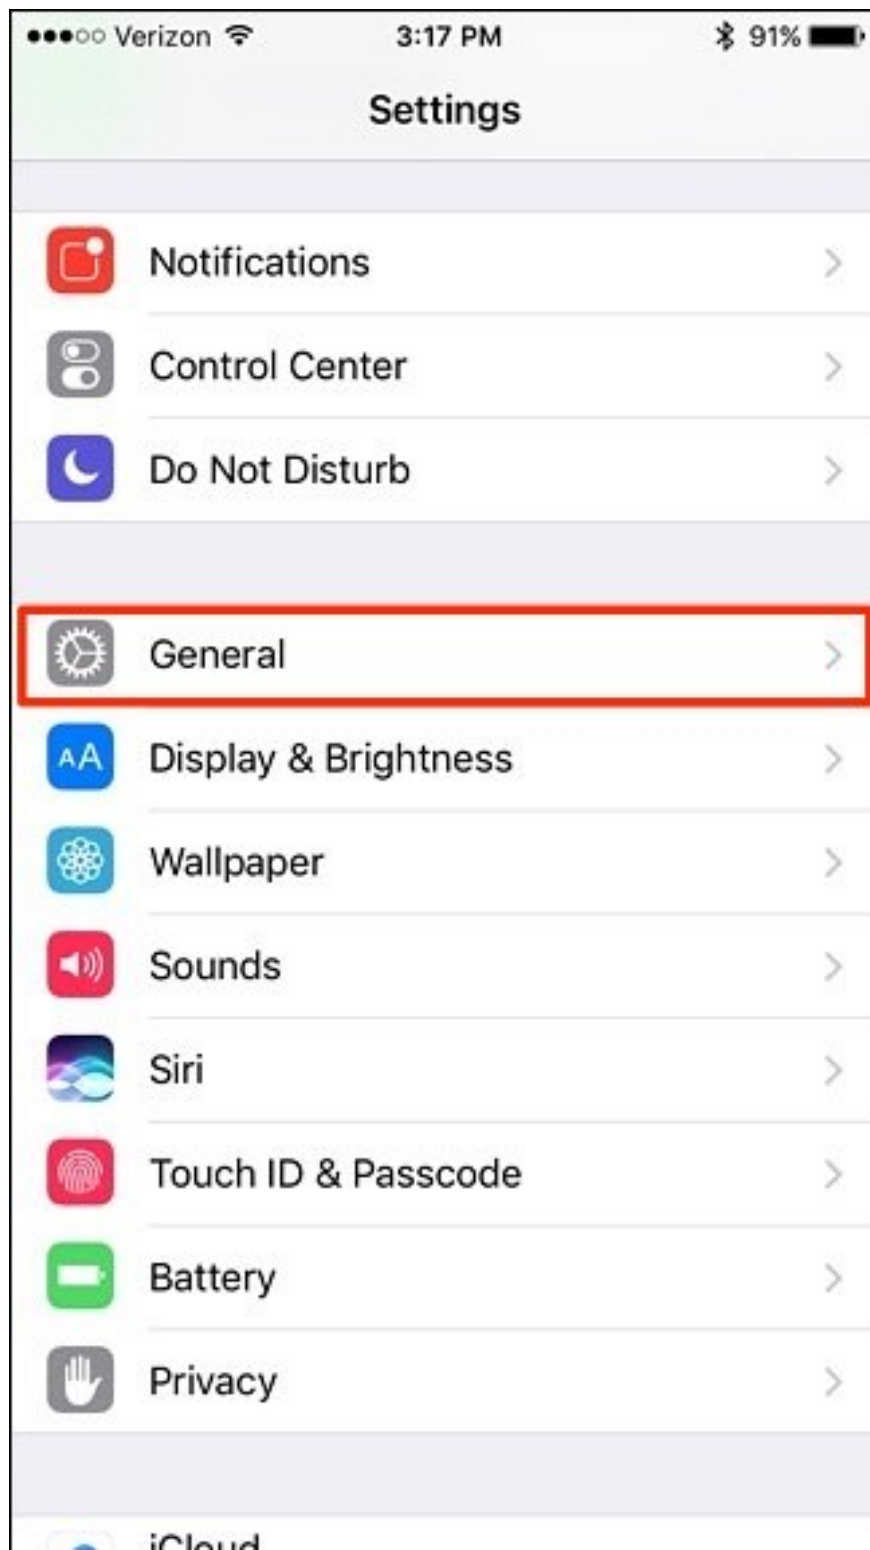 Verizon 3:17 PM 91%
Settings
Notifications
Control Center
Do Not Disturb
General
AA Display & Brightness
Wallpaper
Sounds
Siri
Touch ID & Passcode
Battery
Privacy
iCloud